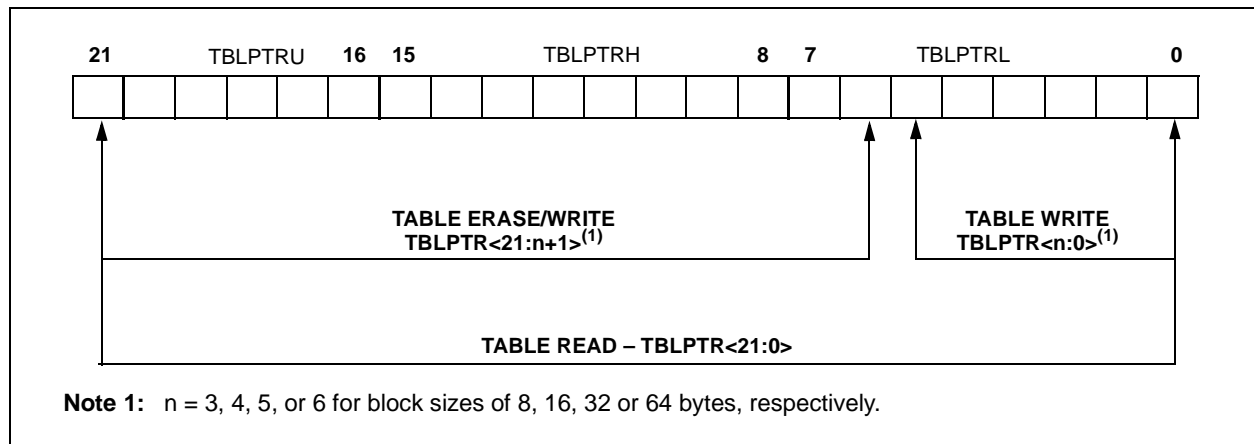 21 TBLPTRU 16 15 TBLPTRH 8 7 TBLPTRL 0
TABLE ERASE/WRITE
TBLPTR<21:n+1>(1)
TABLE WRITE
TBLPTR<n:0>(1)
TABLE READ – TBLPTR<21:0>
Note 1: n = 3, 4, 5, or 6 for block sizes of 8, 16, 32 or 64 bytes, respectively.